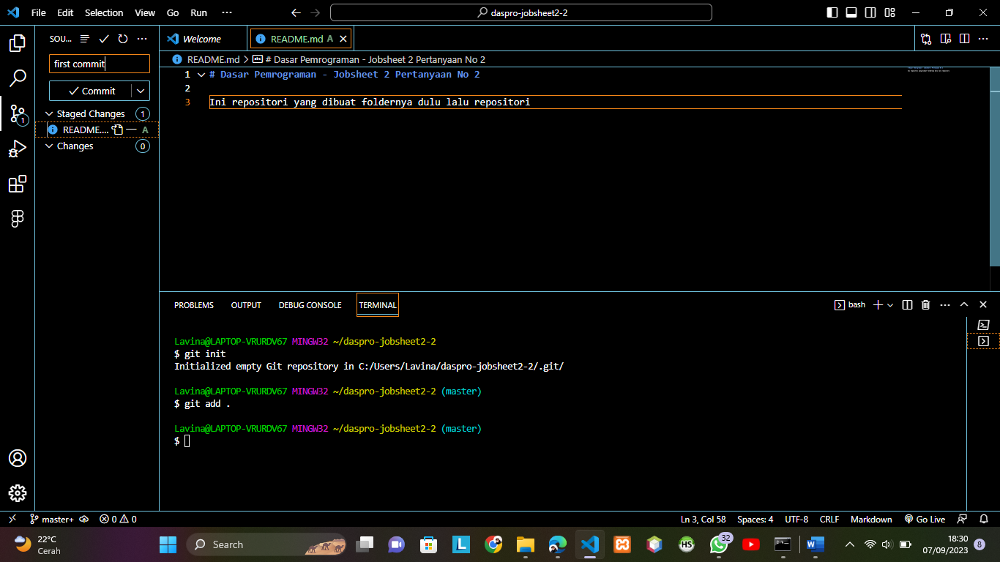 File Edit Selection View Go Run ··· daspro-jobsheet2-2
SOU... ···
Welcome
README.md A
README.md > # Dasar Pemrograman - Jobsheet 2 Pertanyaan No 2
first commit
Commit
Staged Changes 1
README.... A
Changes 0
1
1 # Dasar Pemrograman - Jobsheet 2 Pertanyaan No 2
2
3 Ini repositori yang dibuat foldernya dulu lalu repositori
PROBLEMS OUTPUT DEBUG CONSOLE TERMINAL
bash
Lavina@LAPTOP-VRURDV67 MINGW32 ~/daspro-jobsheet2-2
$ git init
Initialized empty Git repository in C:/Users/Lavina/daspro-jobsheet2-2/.git/
Lavina@LAPTOP-VRURDV67 MINGW32 ~/daspro-jobsheet2-2 (master)
$ git add .
Lavina@LAPTOP-VRURDV67 MINGW32 ~/daspro-jobsheet2-2 (master)
$
master+ 0 0 Ln 3, Col 58 Spaces: 4 UTF-8 CRLF Markdown Go Live
22°C
Cerah
Search
L
HS
32
W
18:30
07/09/2023
8